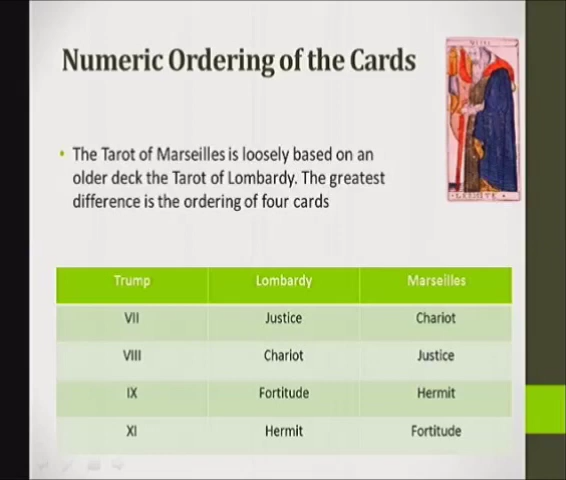 Numeric Ordering of the Cards
• The Tarot of Marseilles is loosely based on an
older deck the Tarot of Lombardy. The greatest
difference is the ordering of four cards
Trump Lombardy Marseilles
VII Justice Chariot
VIII Chariot Justice
IX Fortitude Hermit
XI Hermit Fortitude